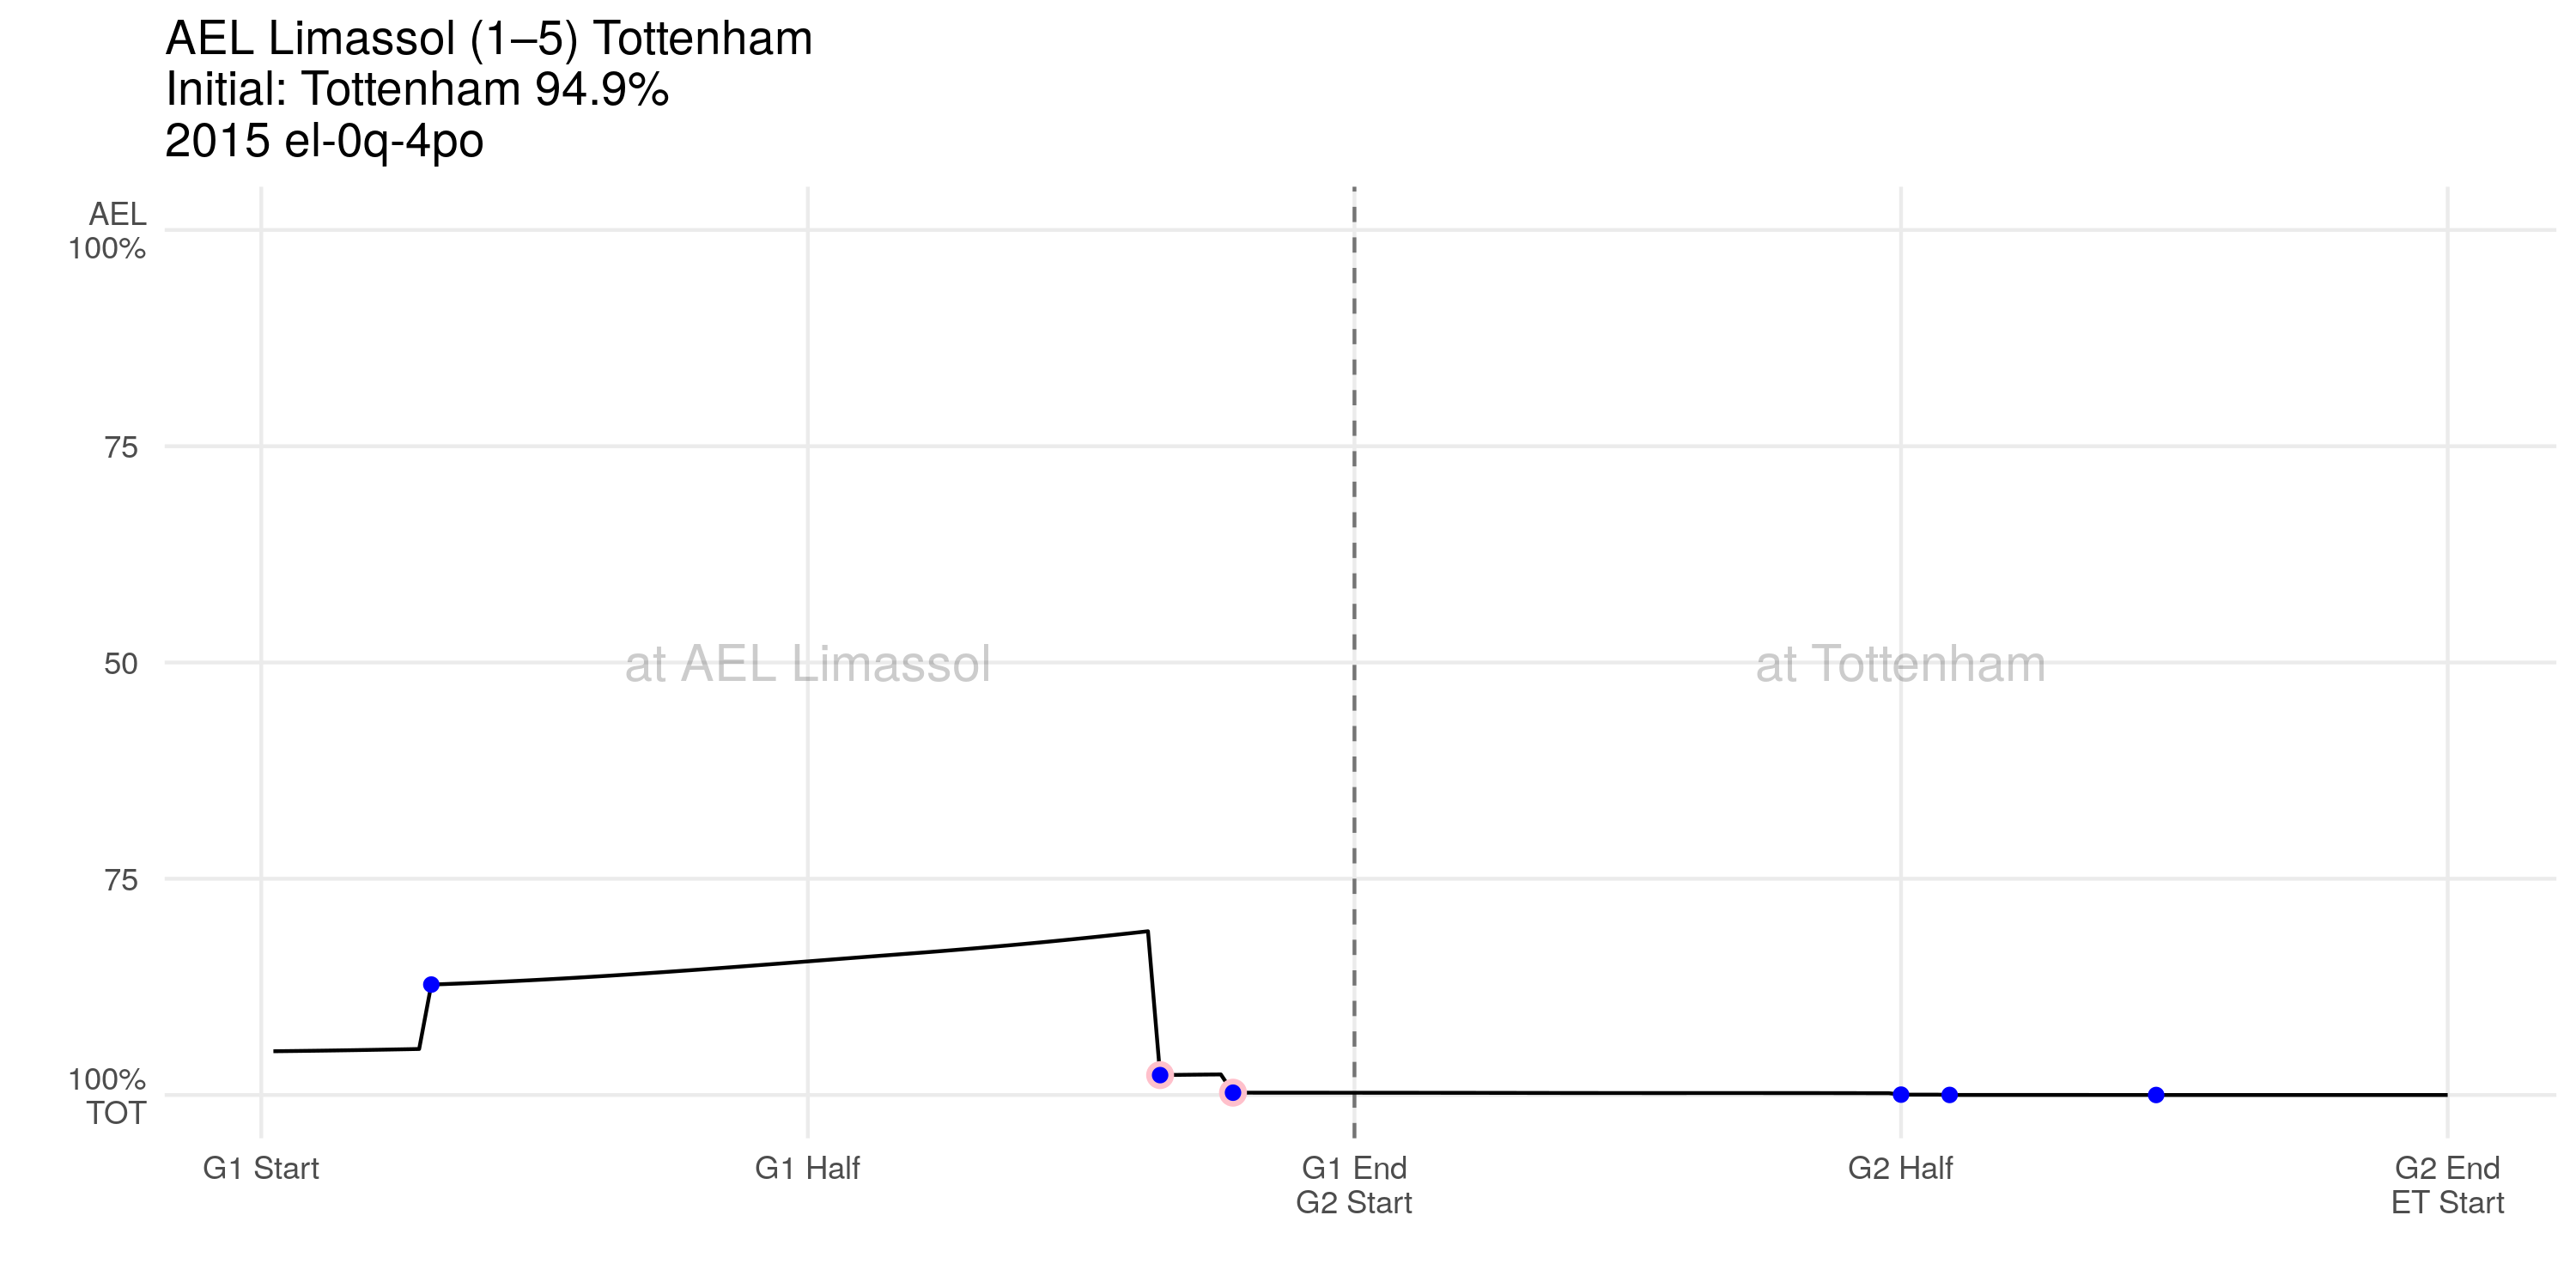 AEL Limassol (1–5) Tottenham
Initial: Tottenham 94.9%
2015 el-0q-4po
AEL
100%
75
50
75
100%
TOT
at AEL Limassol
at Tottenham
G1 Start
G1 Half
G1 End
G2 Start
G2 Half
G2 End
ET Start